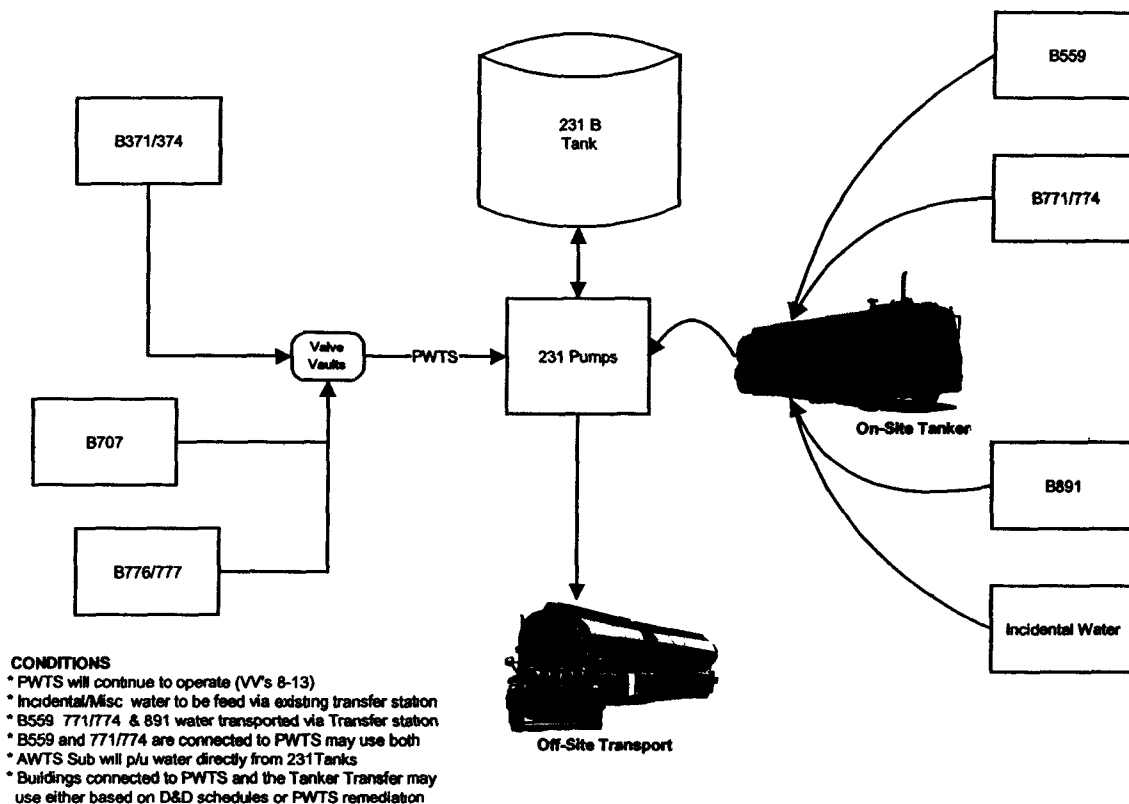 B559
231 B
Tank
B371/374
B771/774
Valve
Vaults
PWTS
231 Pumps
On-Site Tanker
B707
B891
B776/777
Incidental Water
Off-Site Transport
CONDITIONS
* PWTS will continue to operate (VV's 8-13)
* Incidental/Misc water to be feed via existing transfer station
* B559 771/774 & 891 water transported via Transfer station
* B559 and 771/774 are connected to PWTS may use both
* AWTS Sub will p/u water directly from 231Tanks
* Buildings connected to PWTS and the Tanker Transfer may
use either based on D&D schedules or PWTS remediation